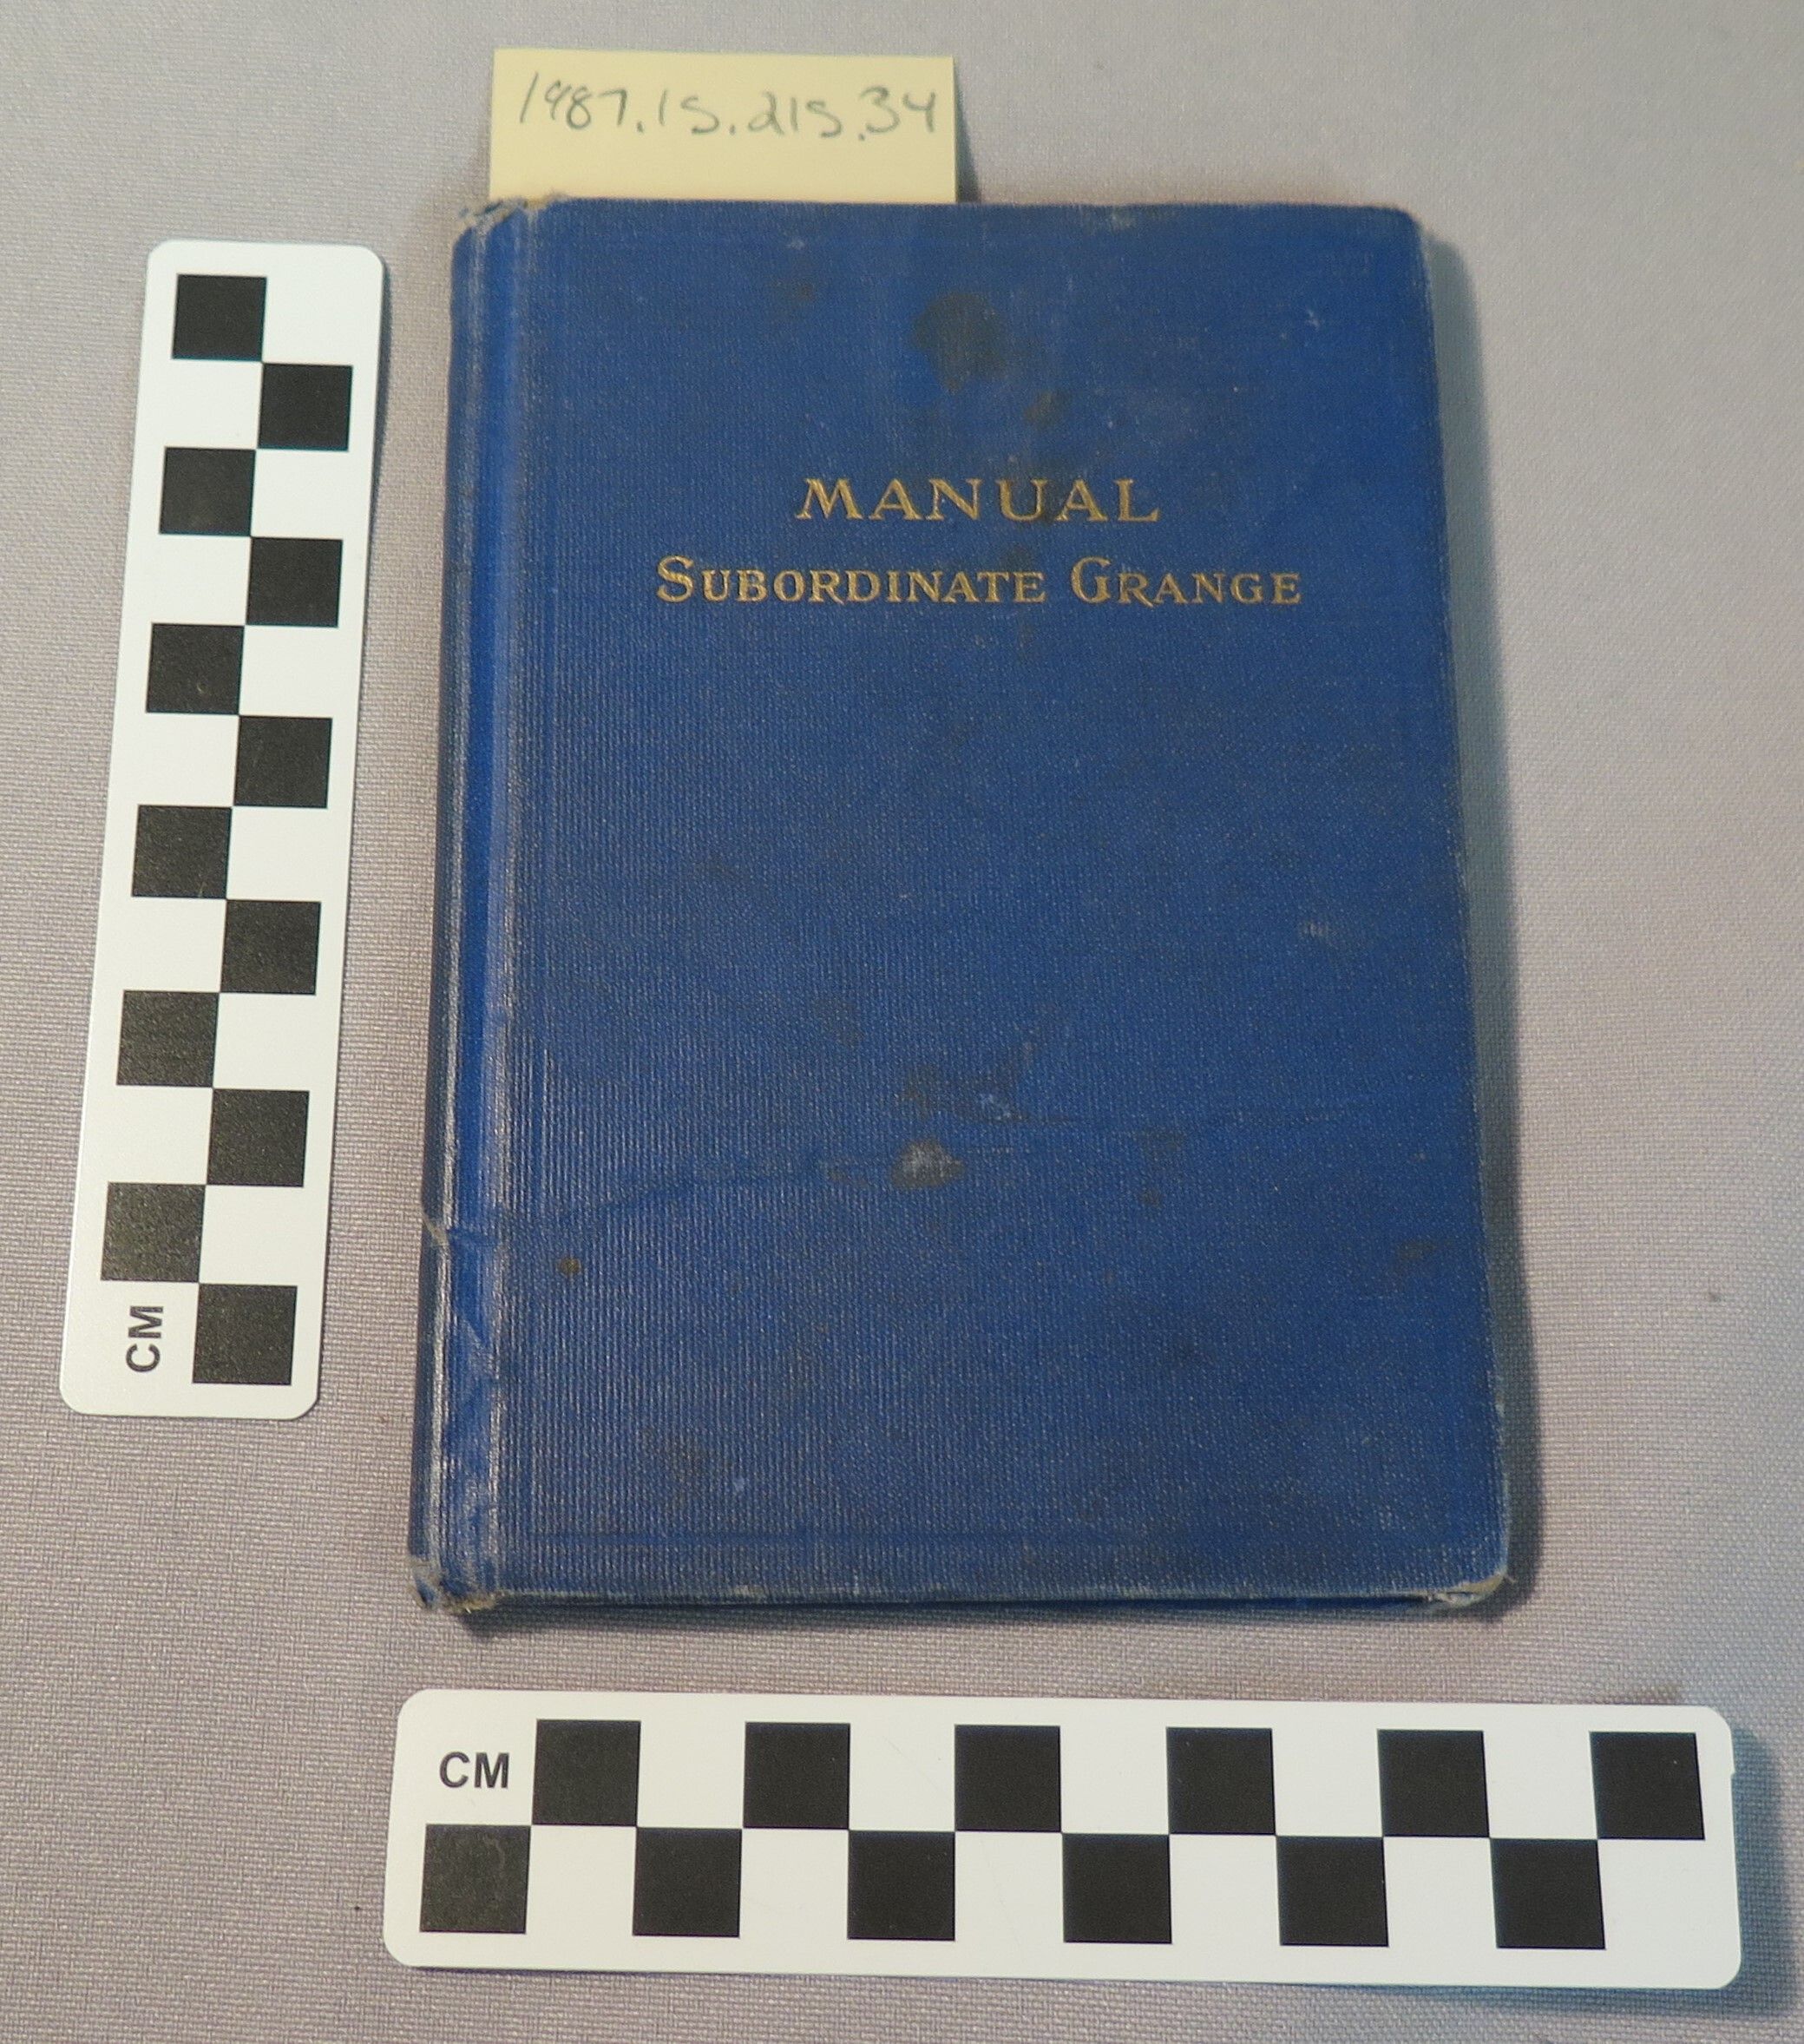 1987.15.215.34
MANUAL
SUBORDINATE GRANGE
CM
CM